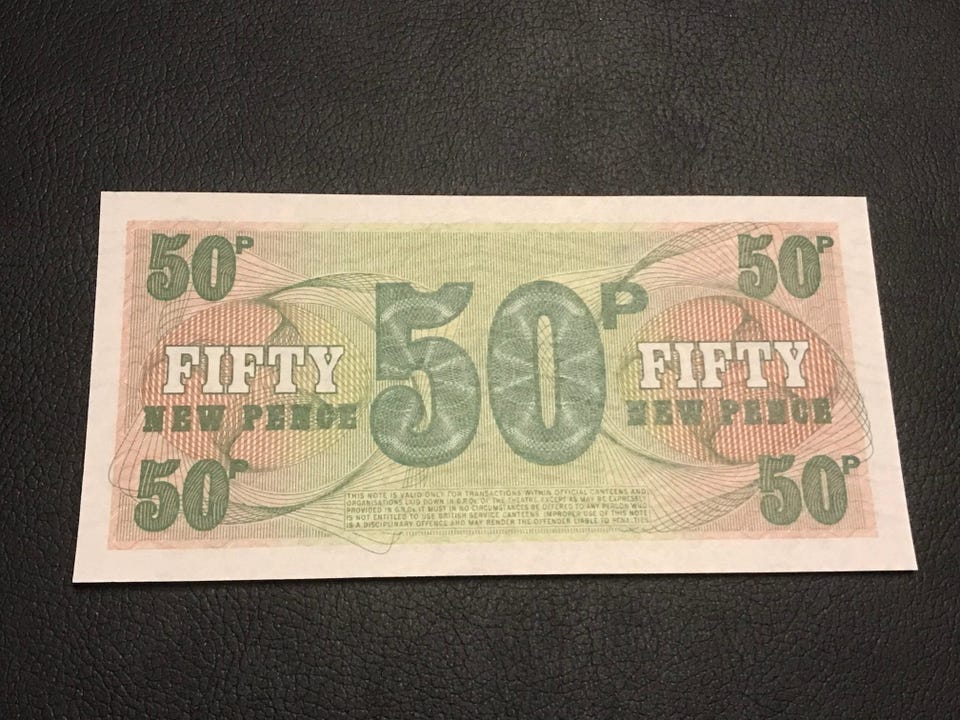 50P
50P
50P
FIFTY
FIFTY
NEW PENCE
NEW PENCE
50P
50P
THIS NOTE IS VALID ONLY FOR TRANSACTIONS WITHIN OFFICIAL CANTEENS AND
ORGANISATIONS LAID DOWN IN G.R.Os OF THE THEATRE, EXCEPT AS MAY BE EXPRESSLY
PROVIDED IN G.R.Os IT MUST IN NO CIRCUMSTANCES BE OFFERED TO ANY PERSON WHO
IS NOT ENTITLED TO USE BRITISH SERVICE CANTEENS. IMPROPER USE OF THIS NOTE
IS A DISCIPLINARY OFFENCE AND MAY RENDER THE OFFENDER LIABLE TO PENALTIES